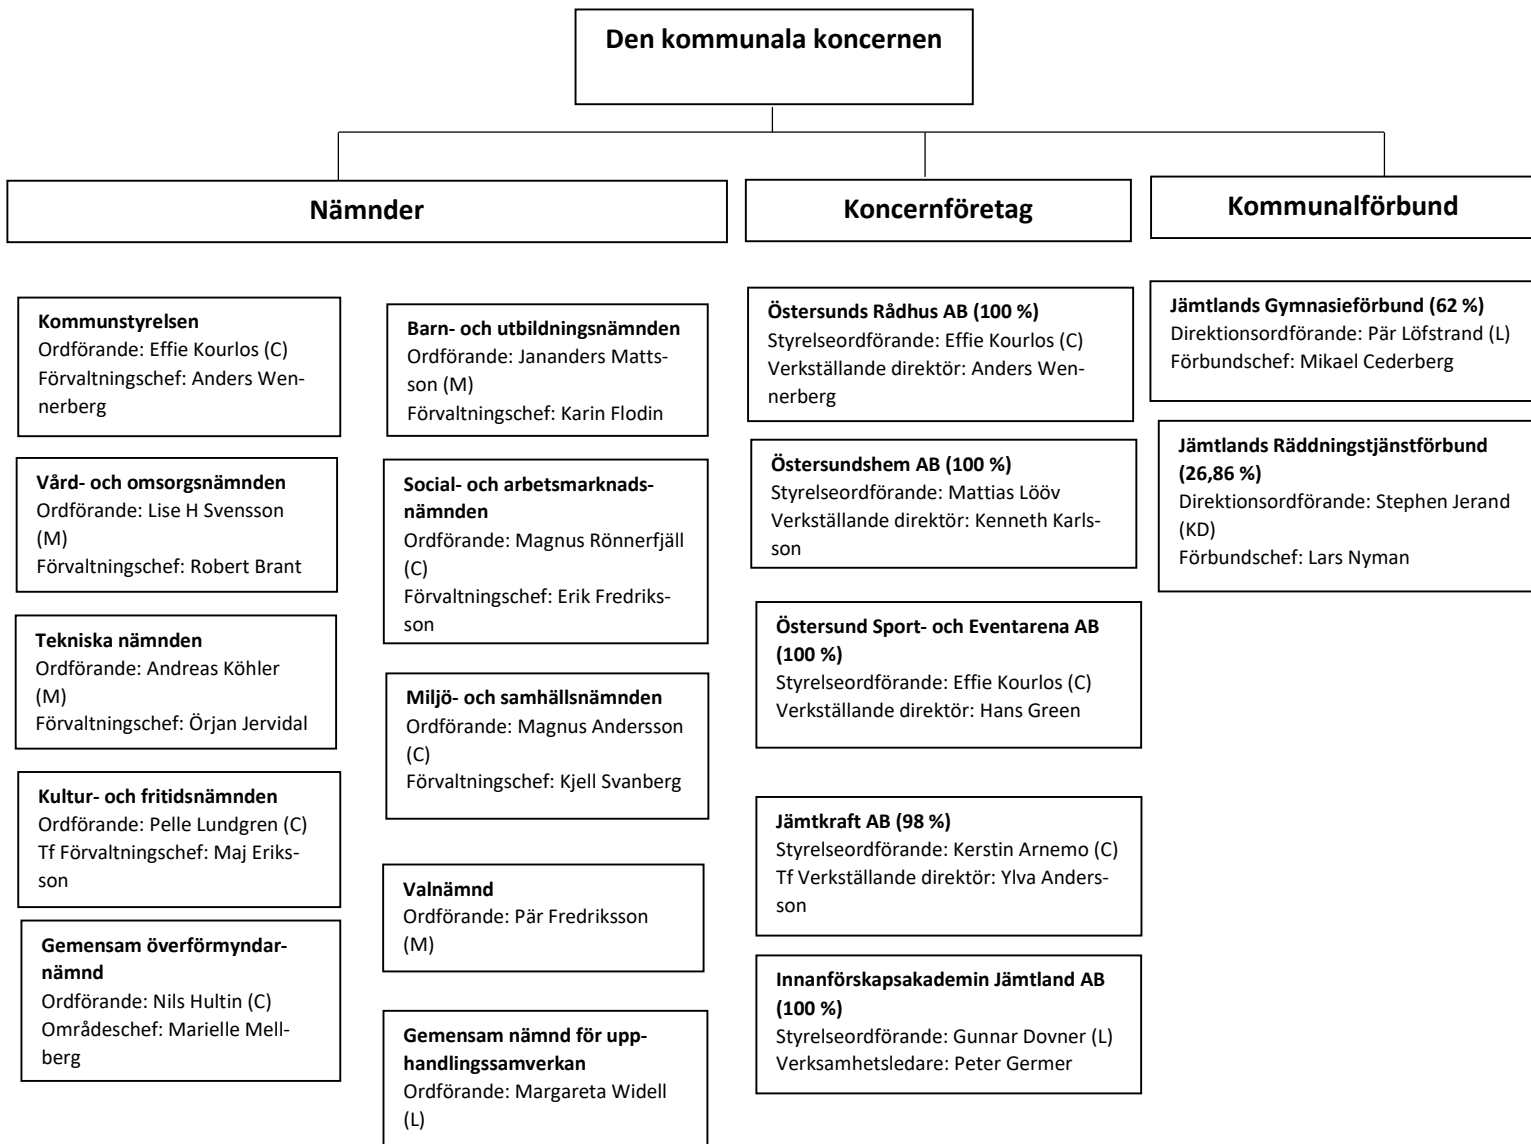 Den kommunala koncernen
Nämnder
Koncernföretag
Kommunalförbund
Kommunstyrelsen
Ordförande: Effie Kourlos (C)
Förvaltningschef: Anders Wen-
nerberg
Vård- och omsorgsnämnden
Ordförande: Lise H Svensson
(M)
Förvaltningschef: Robert Brant
Tekniska nämnden
Ordförande: Andreas Köhler
(M)
Förvaltningschef: Örjan Jervidal
Kultur- och fritidsnämnden
Ordförande: Pelle Lundgren (C)
Tf Förvaltningschef: Maj Eriks-
son
Gemensam överförmyndar-
nämnd
Ordförande: Nils Hultin (C)
Områdeschef: Marielle Mell-
berg
Barn- och utbildningsnämnden
Ordförande: Jananders Matts-
son (M)
Förvaltningschef: Karin Flodin
Social- och arbetsmarknads-
nämnden
Ordförande: Magnus Rönnerfjäll
(C)
Förvaltningschef: Erik Fredriks-
son
Miljö- och samhällsnämnden
Ordförande: Magnus Andersson
(C)
Förvaltningschef: Kjell Svanberg
Valnämnd
Ordförande: Pär Fredriksson
(M)
Gemensam nämnd för upp-
handlingssamverkan
Ordförande: Margareta Widell
(L)
Östersunds Rådhus AB (100 %)
Styrelseordförande: Effie Kourlos (C)
Verkställande direktör: Anders Wen-
nerberg
Östersundshem AB (100 %)
Styrelseordförande: Mattias Lööv
Verkställande direktör: Kenneth Karls-
son
Östersund Sport- och Eventarena AB
(100 %)
Styrelseordförande: Effie Kourlos (C)
Verkställande direktör: Hans Green
Jämtkraft AB (98 %)
Styrelseordförande: Kerstin Arnemo (C)
Tf Verkställande direktör: Ylva Anders-
son
Innanförskapsakademin Jämtland AB
(100 %)
Styrelseordförande: Gunnar Dovner (L)
Verksamhetsledare: Peter Germer
Jämtlands Gymnasieförbund (62 %)
Direktionsordförande: Pär Löfstrand (L)
Förbundschef: Mikael Cederberg
Jämtlands Räddningstjänstförbund
(26,86 %)
Direktionsordförande: Stephen Jerand
(KD)
Förbundschef: Lars Nyman